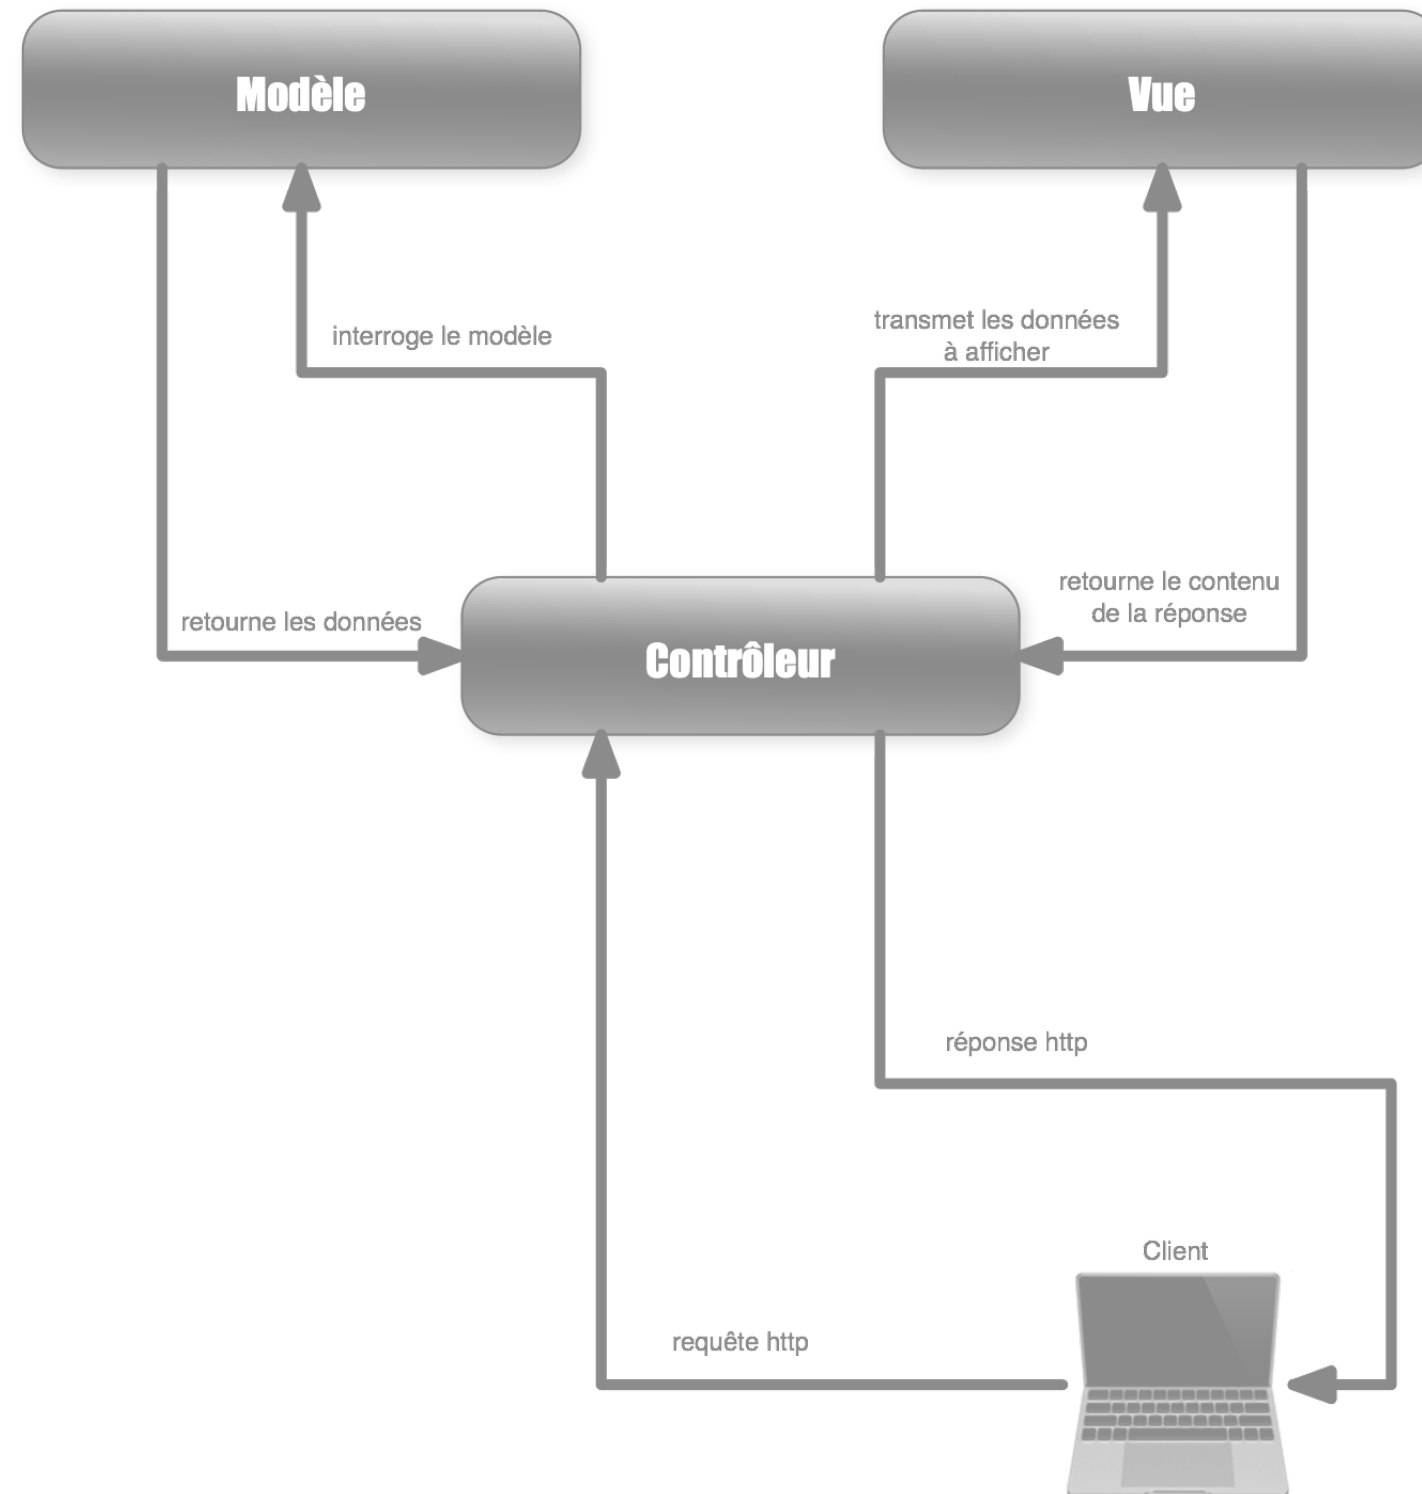 Modèle
Vue
interroge le modèle
transmet les données
à afficher
retourne les données
retourne le contenu
de la réponse
Contrôleur
réponse http
Client
requête http